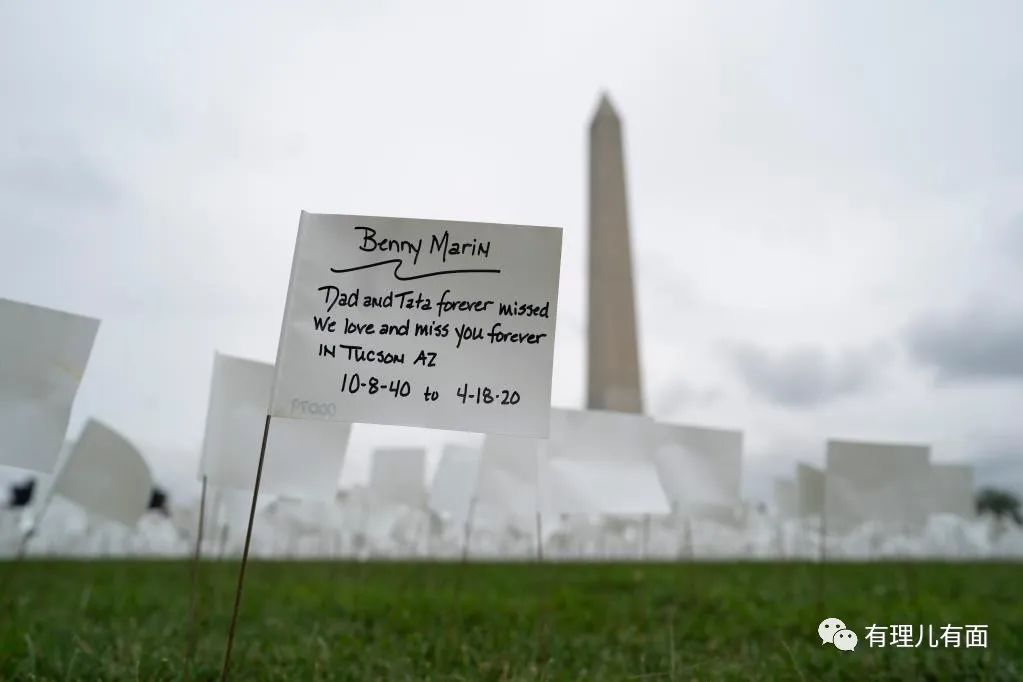 Benny Marin
Dad and Tata forever missed
We love and miss you forever
IN TUCSON AZ
10-8-40 to 4-18-20
有理儿有面